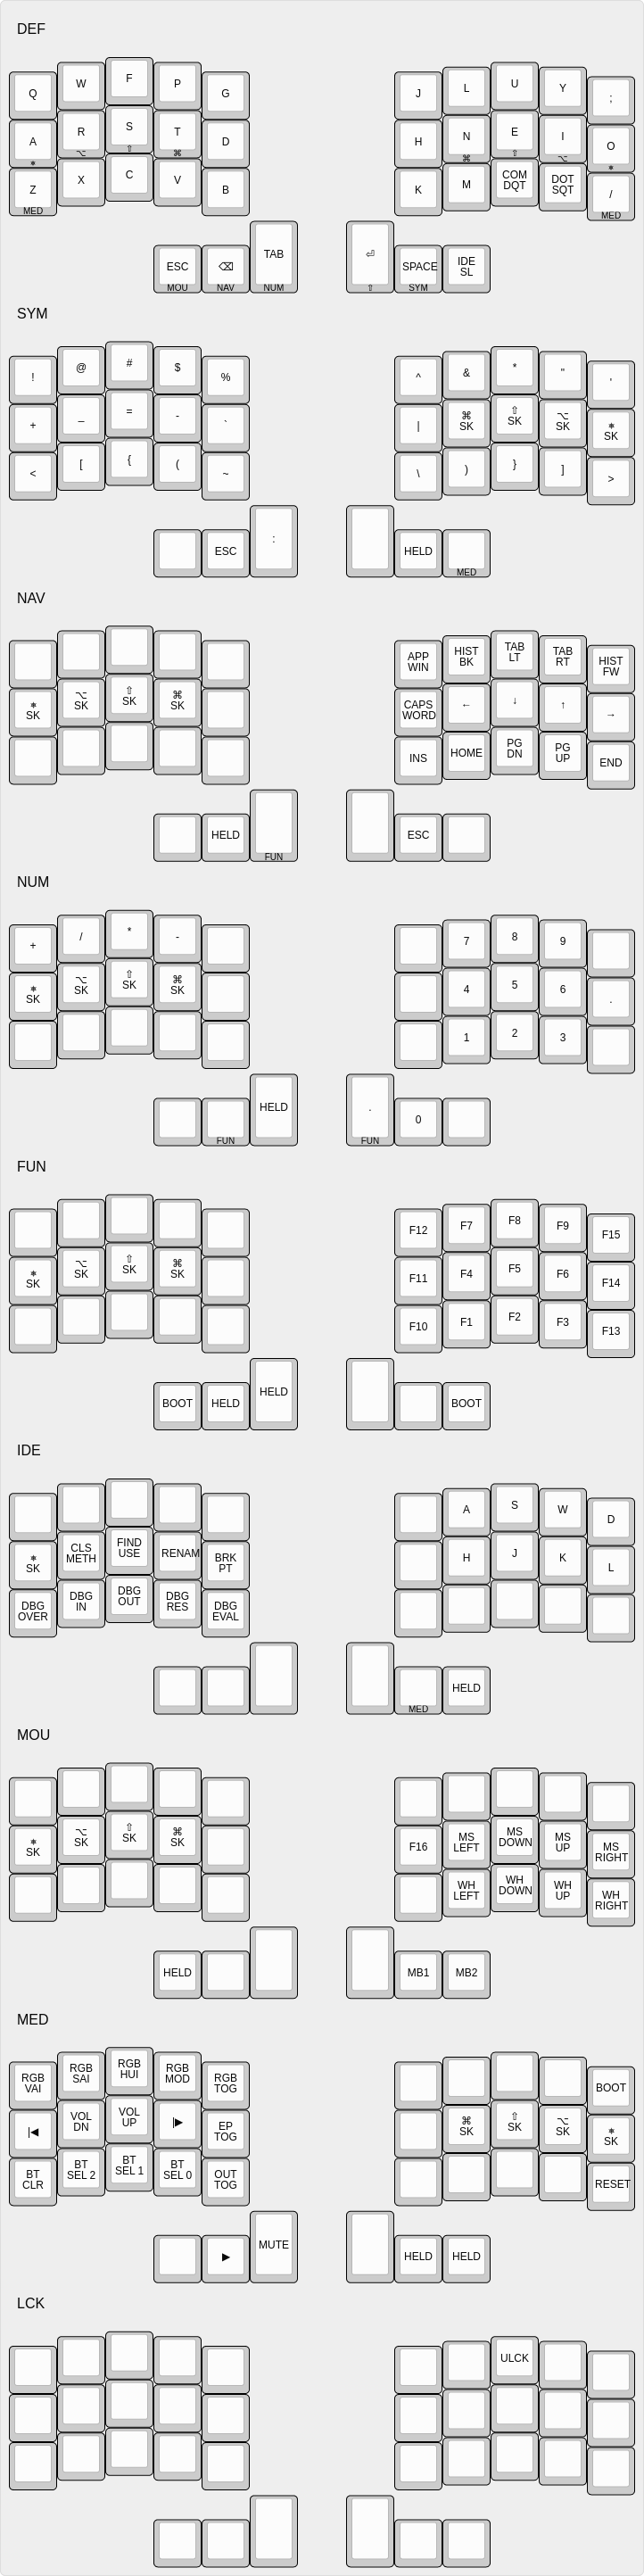 DEF
Q W F P G J L U Y ;
A R S T D H N E I O
⎈ ⌥ ⇧ ⌘ ⌘ ⇧ ⌥ ⎈
Z X C V B K M COM DQT DOT SQT /
MED MED
ESC ⌫ TAB ⏎ SPACE IDE SL
MOU NAV NUM ⇧ SYM
SYM
! @ # $ % ^ & * " '
+ _ = - ` | ⌘ SK ⇧ SK ⌥ SK ⎈ SK
< [ { ( ~ \ ) } ] >
ESC : HELD
MED
NAV
APP WIN HIST BK TAB LT TAB RT HIST FW
⎈ SK ⌥ SK ⇧ SK ⌘ SK CAPS WORD ← ↓ ↑ →
INS HOME PG DN PG UP END
HELD ESC
FUN
NUM
+ / * - 7 8 9
⎈ SK ⌥ SK ⇧ SK ⌘ SK 4 5 6 .
1 2 3
HELD . 0
FUN FUN
FUN
F12 F7 F8 F9 F15
⎈ SK ⌥ SK ⇧ SK ⌘ SK F11 F4 F5 F6 F14
F10 F1 F2 F3 F13
BOOT HELD HELD BOOT
IDE
A S W D
⎈ SK CLS METH FIND USE RENAM BRK PT H J K L
DBG OVER DBG IN DBG OUT DBG RES DBG EVAL
HELD
MED
MOU
⎈ SK ⌥ SK ⇧ SK ⌘ SK F16 MS LEFT MS DOWN MS UP MS RIGHT
WH LEFT WH DOWN WH UP WH RIGHT
HELD MB1 MB2
MED
RGB VAI RGB SAI RGB HUI RGB MOD RGB TOG BOOT
|◀ VOL DN VOL UP |▶ EP TOG ⌘ SK ⇧ SK ⌥ SK ⎈ SK
BT CLR BT SEL 2 BT SEL 1 BT SEL 0 OUT TOG RESET
▶ MUTE HELD HELD
LCK
ULCK